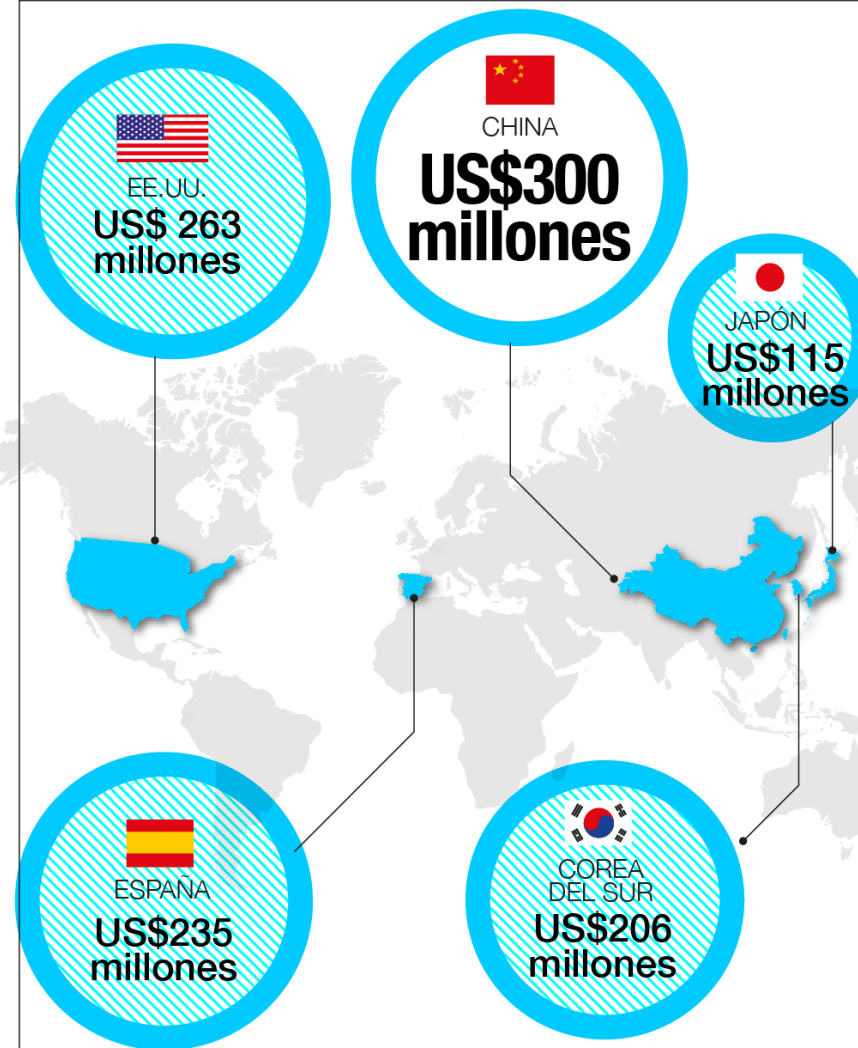 EE.UU.
US$ 263
millones
CHINA
US$300
millones
JAPÓN
US$115
millones
ESPAÑA
US$235
millones
COREA
DEL SUR
US$206
millones